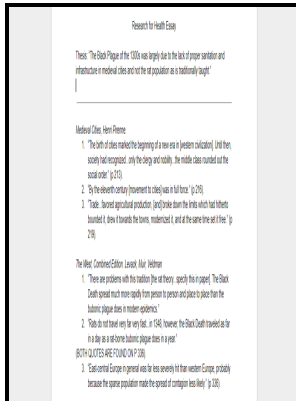 Research for Health Essay
Thesis: "The Black Plague of the 1300s was largely due to the lack of proper sanitation and
infrastructure in medieval cities and not the rat population as is traditionally taught."
Medieval Cities, Henri Pirenne.
1. "The birth of cities marked the beginning of a new era in [western civilization]. Until then,
society had recognized.. only the clergy and nobility...the middle class rounded out the
social order." (p 213).
2. "By the eleventh century [movement to cities] was in full force." (p 216).
3. "Trade.. favored agricultural production, [and] broke down the limits which had hitherto
bounded it, drew it towards the towns, modernized it, and at the same time set it free." (p
219).
The West, Combined Edition. Levack, Muir, Veldman
1. "There are problems with this tradition [the rat theory.. specify this in paper]. The Black
Death spread much more rapidly from person to person and place to place than the
bubonic plague does in modern epidemics."
2. "Rats do not travel very far very fast...in 1348, however, the Black Death traveled as far
in a day as a rat-borne bubonic plague does in a year."
(BOTH QUOTES ARE FOUND ON P 336).
3. "East-central Europe in general was far less severely hit than western Europe, probably
because the sparse population made the spread of contagion less likely." (p 336).